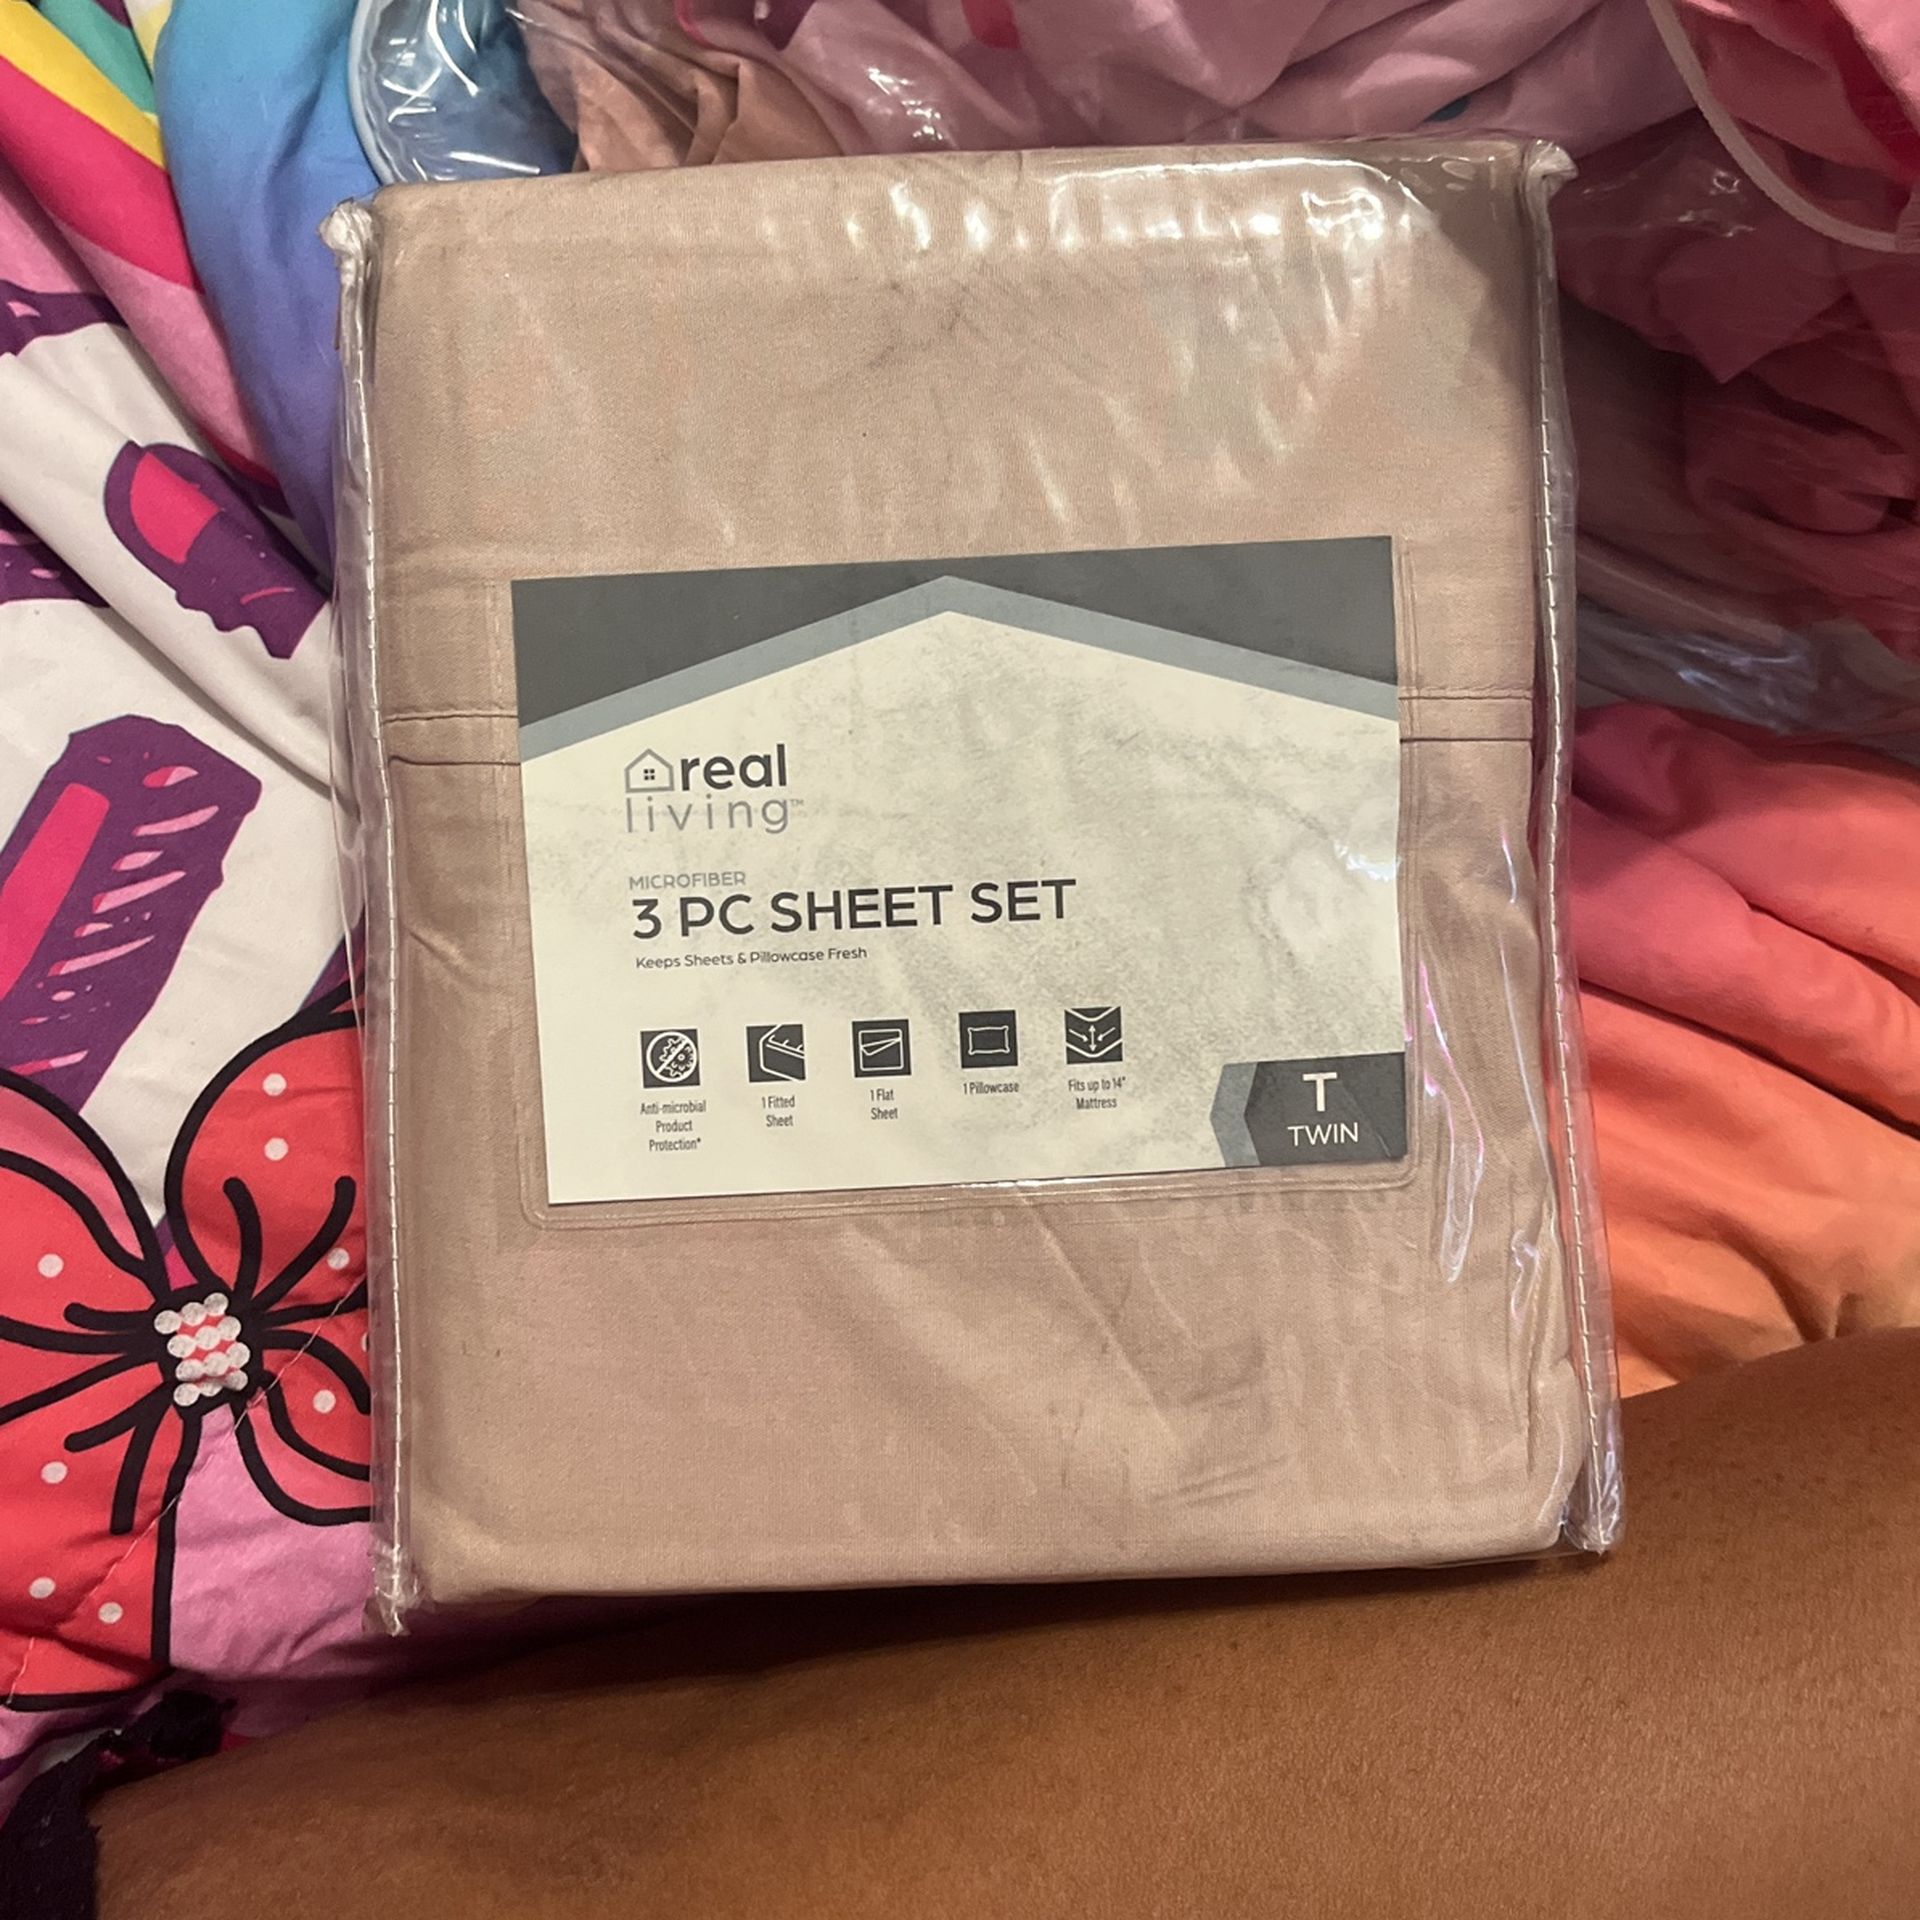 real
living™
MICROFIBER
3 PC SHEET SET
Keeps Sheets & Pillowcase Fresh
Anti-microbial
Product
Protection*
1 Fitted
Sheet
1 Flat
Sheet
1 Pillowcase
Fits up to 14"
Mattress
T
TWIN